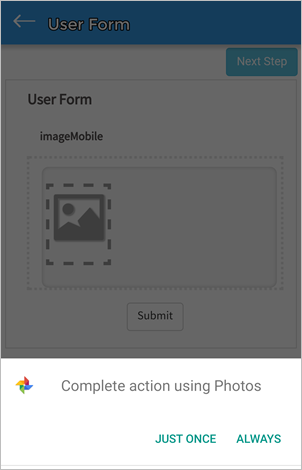 User Form
Next Step
User Form
imageMobile
Submit
Complete action using Photos
JUST ONCE ALWAYS